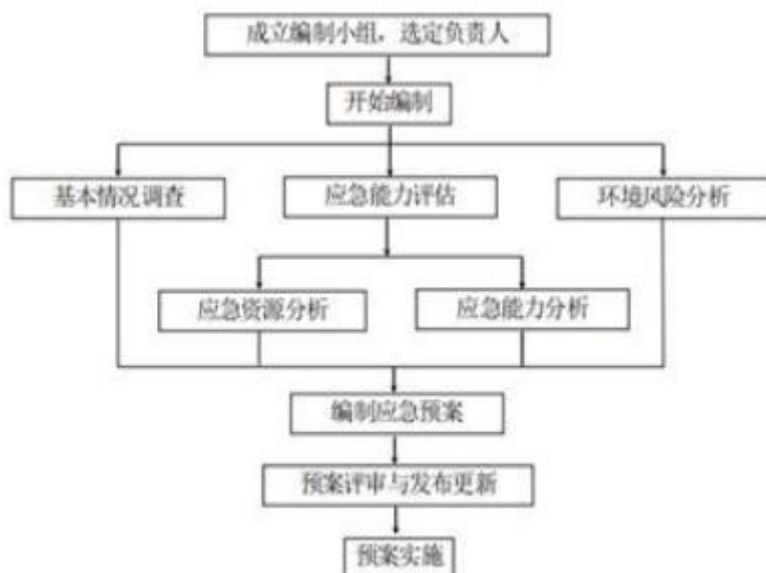 成立编制小组，选定负责人
开始编制
基本情况调查
应急能力评估
环境风险分析
应急资源分析
应急能力分析
编制应急预案
预案评审与发布更新
预案实施